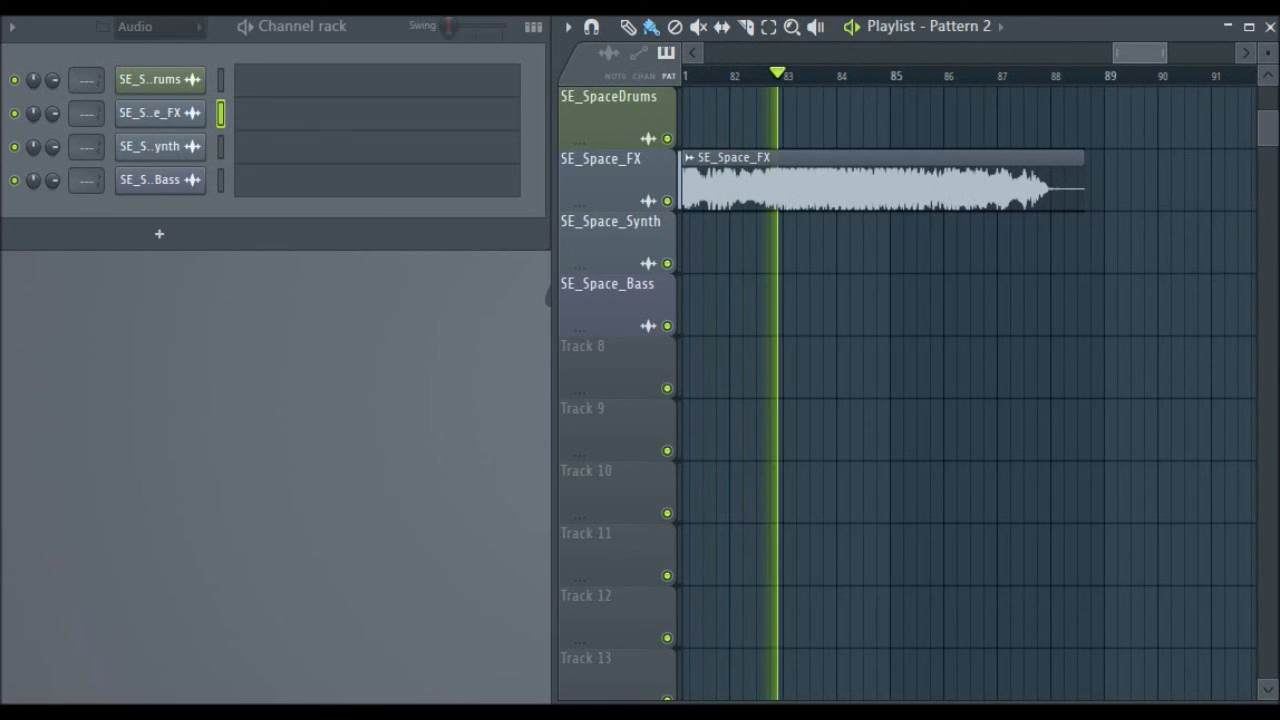 Audio
Channel rack
Swing
Playlist - Pattern 2
---
SE_S..rums
---
SE_S..e_FX
---
SE_S..ynth
---
SE_S..Bass
+
NOTE CHAN PAT
1 82 83 84 85 86 87 88 89 90 91
SE_SpaceDrums
...
SE_Space_FX
...
SE_Space_FX
SE_Space_Synth
...
SE_Space_Bass
...
Track 8
...
Track 9
...
Track 10
...
Track 11
...
Track 12
...
Track 13